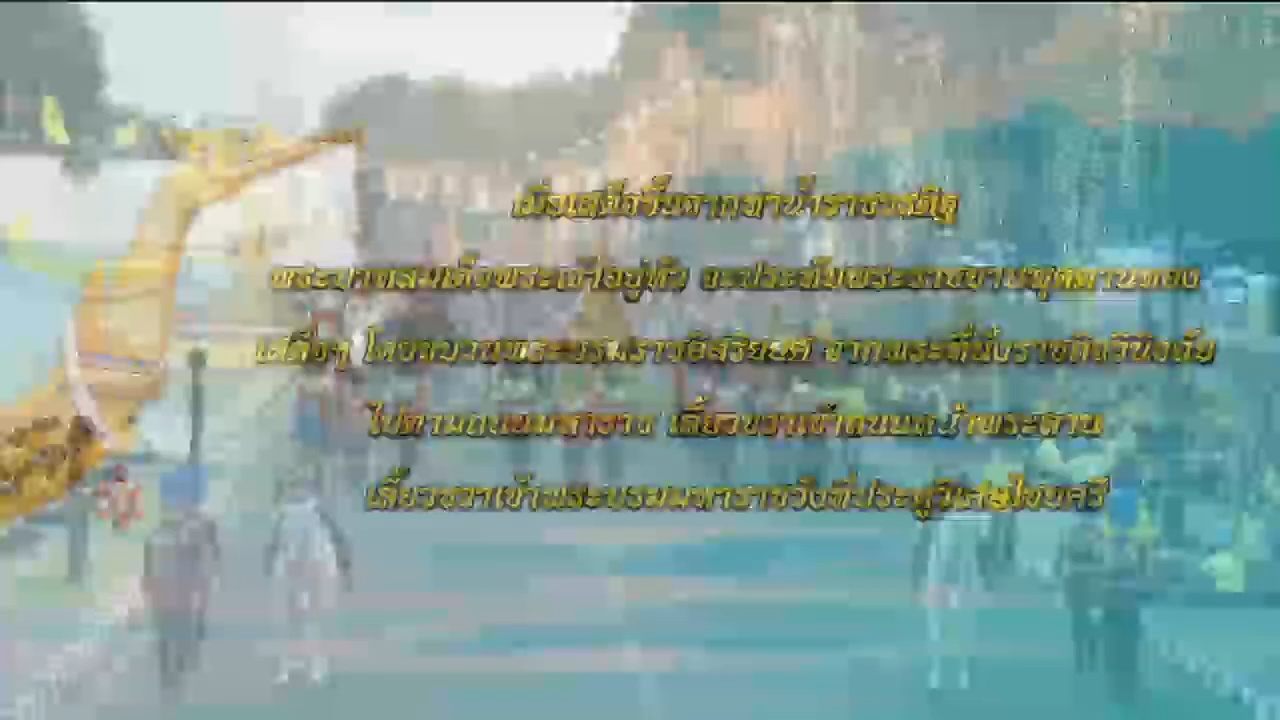 เมื่อเสด็จขึ้นจากท่าน้ำราชวรดิฐ
พระบาทสมเด็จพระเจ้าอยู่หัว จะประทับพระราชยานพุดตานทอง
เสด็จฯ โดยขบวนพระบรมราชอิสริยยศ จากพระที่นั่งราชกิจวินิจฉัย
ไปตามถนนมหาราช เลี้ยวขวาเข้าถนนหน้าพระลาน
เลี้ยวขวาเข้าพระบรมมหาราชวังที่ประตูวิเศษไชยศรี